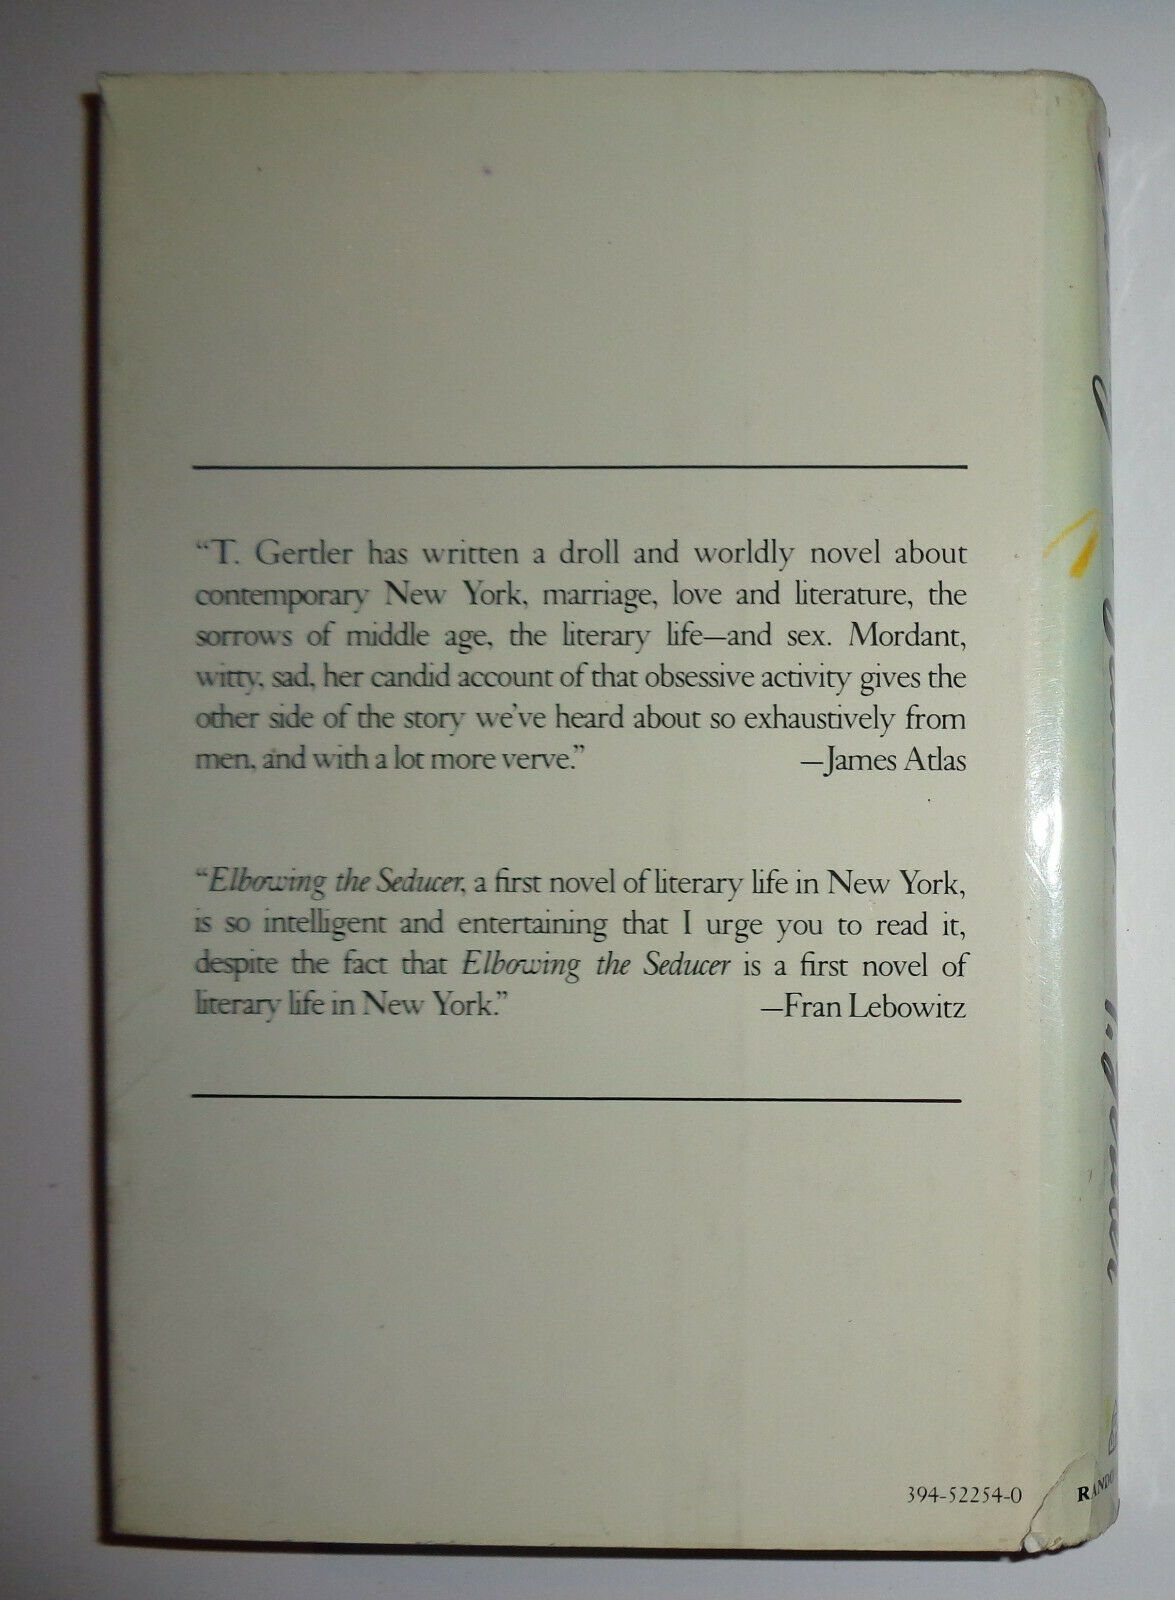 “T. Gertler has written a droll and worldly novel about
contemporary New York, marriage, love and literature, the
sorrows of middle age, the literary life—and sex. Mordant,
witty, sad, her candid account of that obsessive activity gives the
other side of the story we’ve heard about so exhaustively from
men, and with a lot more verve.” —James Atlas
“Elbowing the Seducer, a first novel of literary life in New York,
is so intelligent and entertaining that I urge you to read it,
despite the fact that Elbowing the Seducer is a first novel of
literary life in New York.” —Fran Lebowitz
394-52254-0